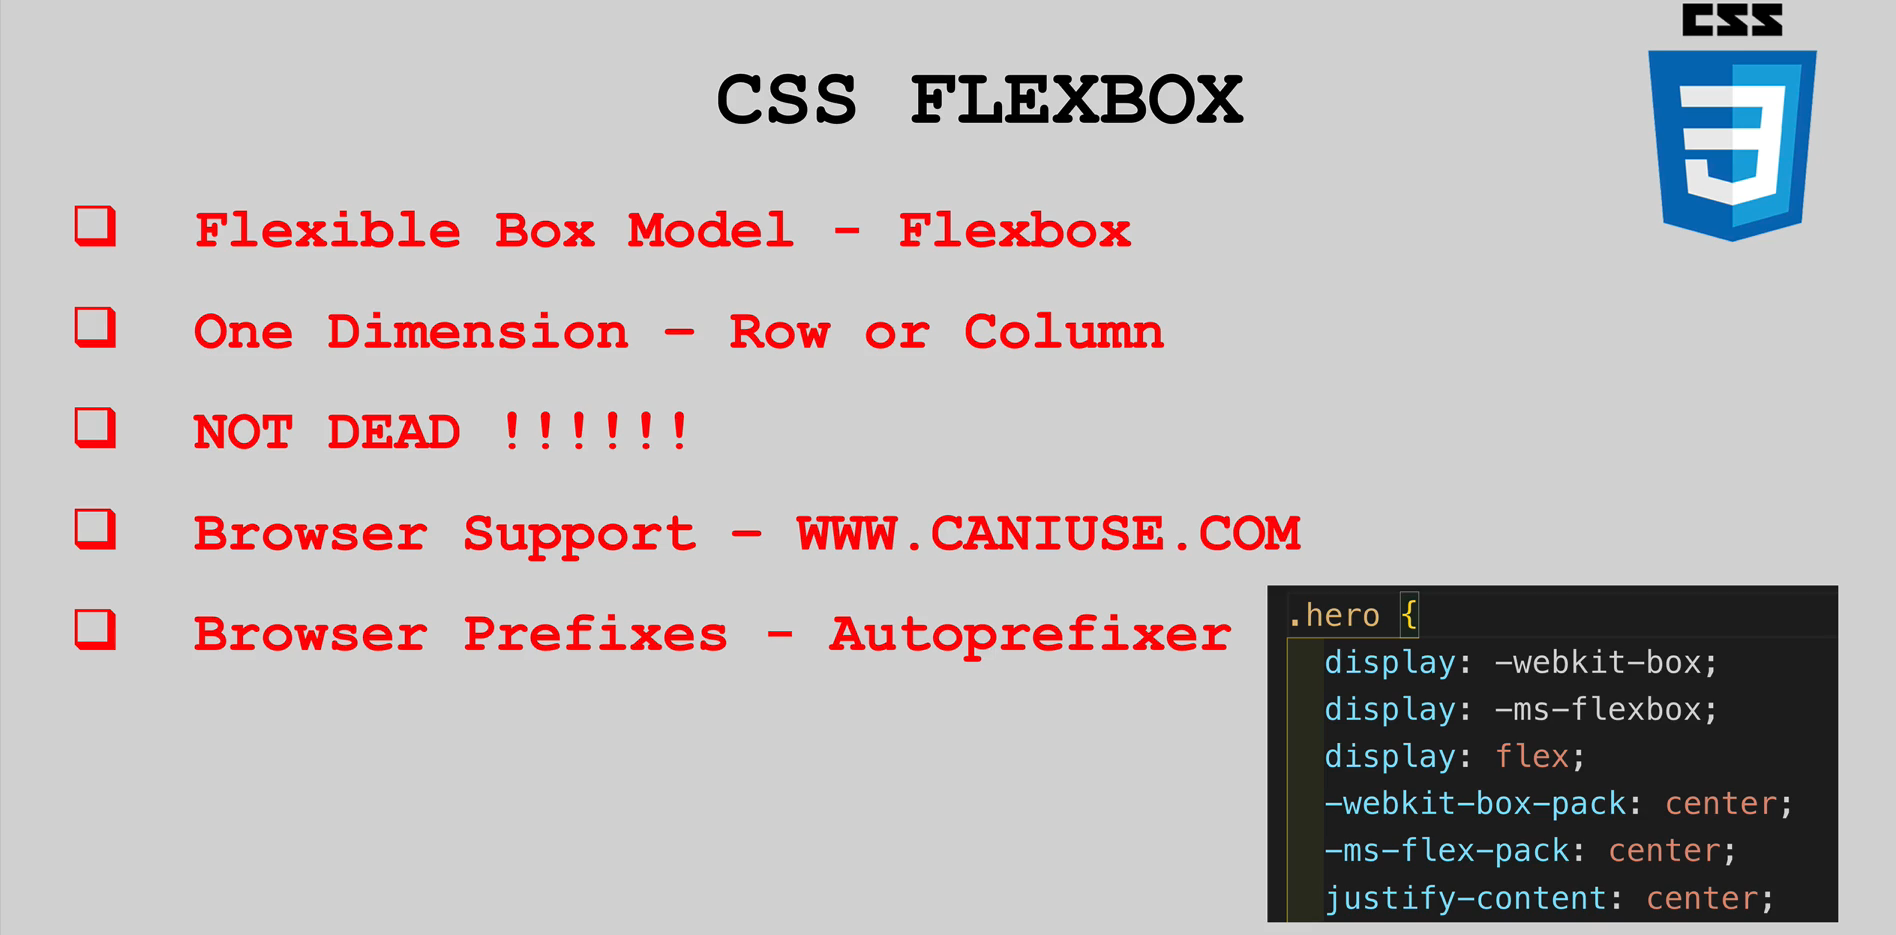 CSS
CSS FLEXBOX
❑ Flexible Box Model - Flexbox
❑ One Dimension – Row or Column
❑ NOT DEAD !!!!!!
❑ Browser Support – WWW.CANIUSE.COM
❑ Browser Prefixes - Autoprefixer
.hero {
display: -webkit-box;
display: -ms-flexbox;
display: flex;
-webkit-box-pack: center;
-ms-flex-pack: center;
justify-content: center;